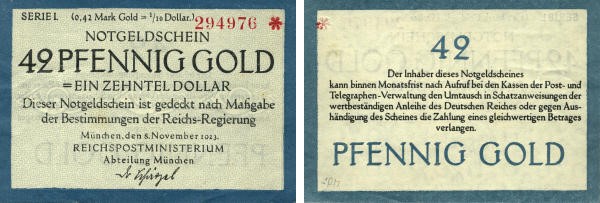 SERIE I. (0,42 Mark Gold = 1/10 Dollar.) 294976 *
NOTGELDSCHEIN
42 PFENNIG GOLD
= EIN ZEHNTEL DOLLAR
Dieser Notgeldschein ist gedeckt nach Maßgabe
der Bestimmungen der Reichs-Regierung
München, den 8. November 1923.
REICHSPOSTMINISTERIUM
Abteilung München
42
Der Inhaber dieses Notgeldscheines
kann binnen Monatsfrist nach Aufruf bei den Kassen der Post- und
Telegraphen-Verwaltung den Umtausch in Schatzanweisungen der
wertbeständigen Anleihe des Deutschen Reiches oder gegen Aus-
händigung des Scheines die Zahlung eines gleichwertigen Betrages
verlangen.
PFENNIG GOLD